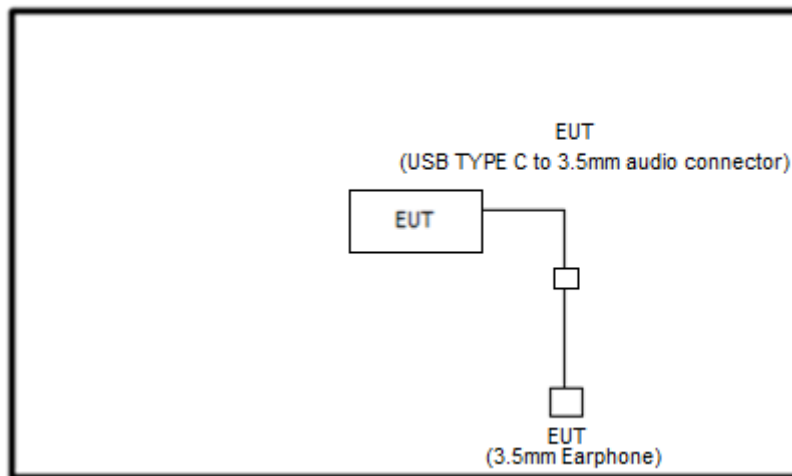 EUT
(USB TYPE C to 3.5mm audio connector)
EUT
EUT
(3.5mm Earphone)